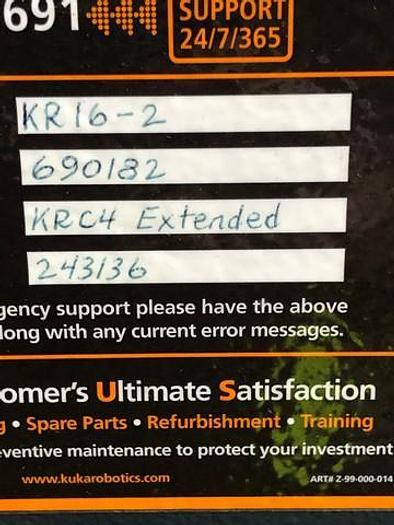 691
SUPPORT
24/7/365
KR16-2
690182
KRC4 Extended
243136
gency support please have the above
long with any current error messages.
omer's Ultimate Satisfaction
g • Spare Parts • Refurbishment • Training
ventive maintenance to protect your investment
www.kukarobotics.com
ART# Z-99-000-014